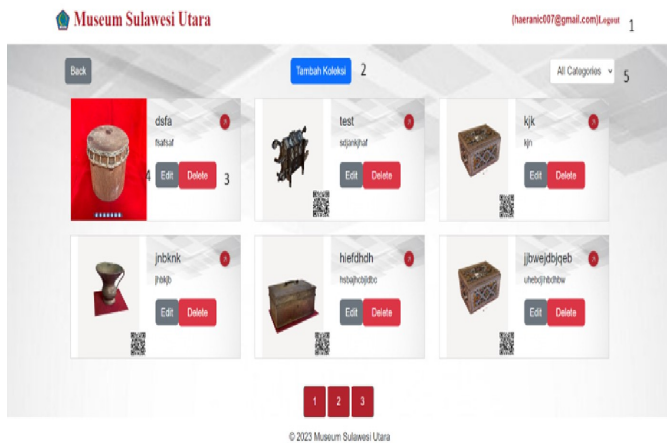 Museum Sulawesi Utara
(haeranic007@gmail.com)Logout 1
Back
Tambah Koleksi 2
All Categories 5
dsfa
fsafsaf
4 Edit Delete 3
test
sdjankjhaf
Edit Delete
kjk
kjn
Edit Delete
jnbknk
jhbkjb
Edit Delete
hiefdhdh
hsbajhcbjldbc
Edit Delete
jjbwejdbjqeb
uhebdjhbdhbw
Edit Delete
1 2 3
© 2023 Museum Sulawesi Utara